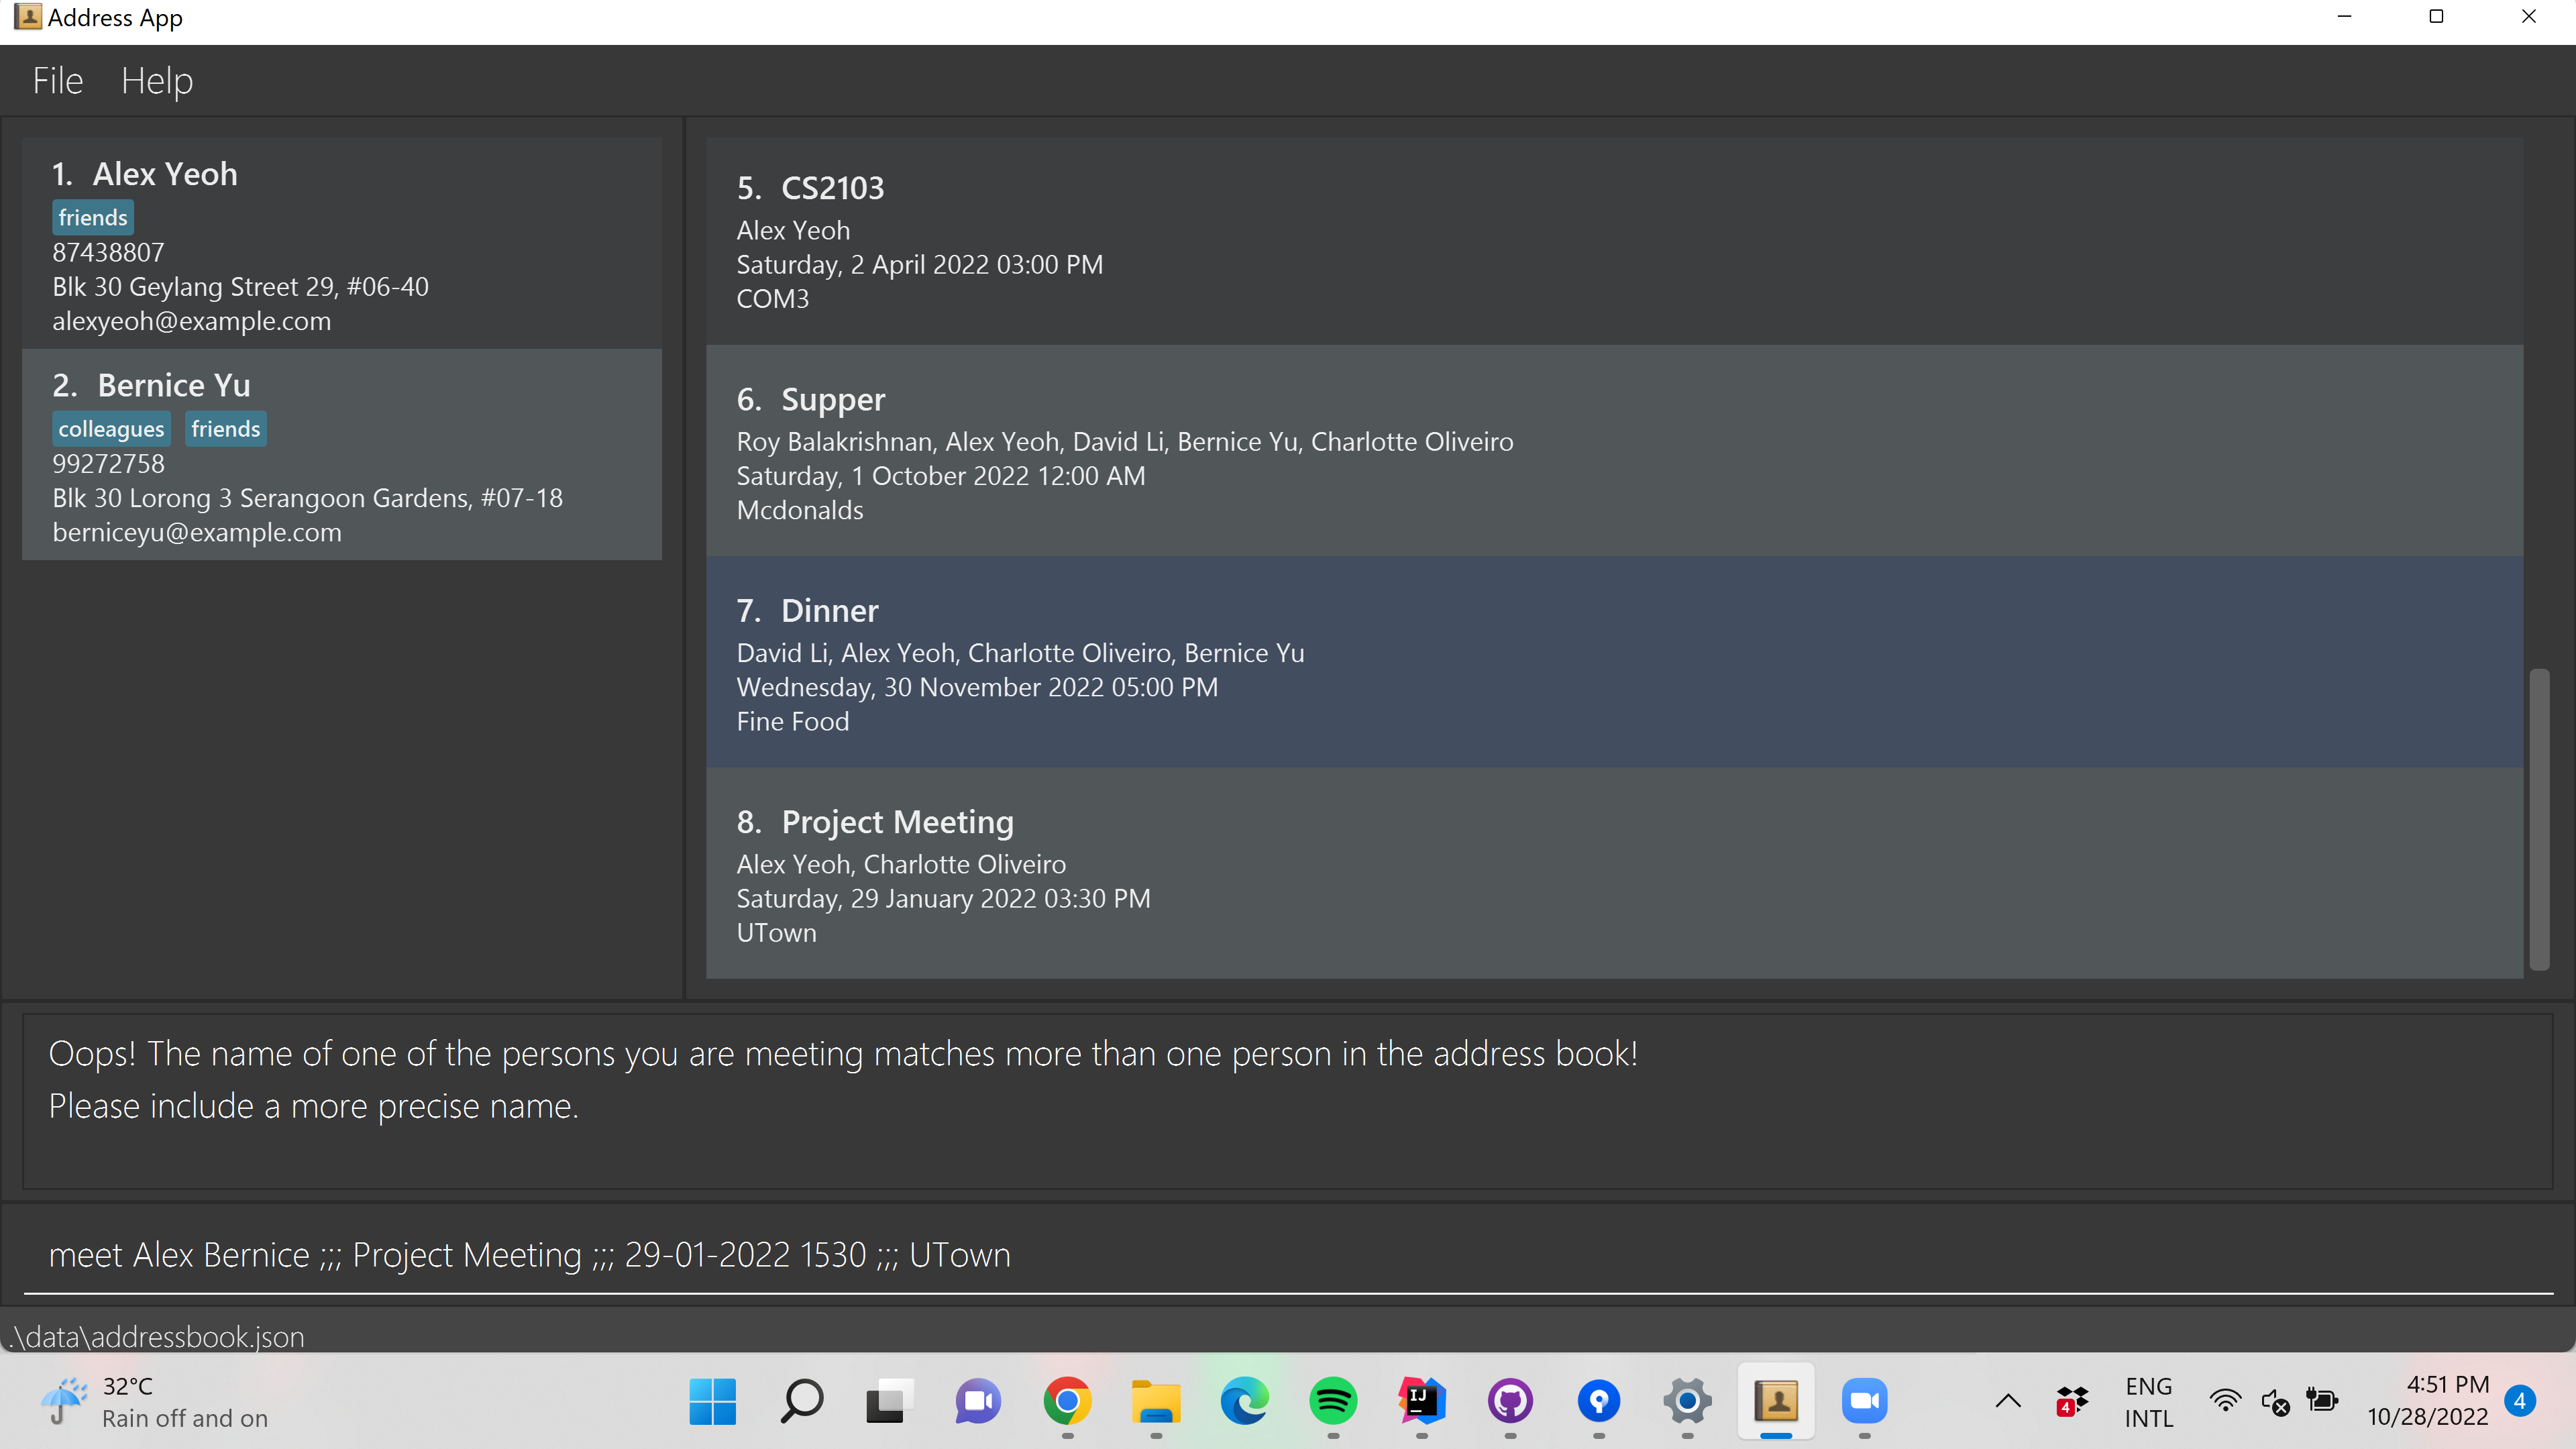 Address App
File Help
1. Alex Yeoh
friends
87438807
Blk 30 Geylang Street 29, #06-40
alexyeoh@example.com
2. Bernice Yu
colleagues friends
99272758
Blk 30 Lorong 3 Serangoon Gardens, #07-18
berniceyu@example.com
5. CS2103
Alex Yeoh
Saturday, 2 April 2022 03:00 PM
COM3
6. Supper
Roy Balakrishnan, Alex Yeoh, David Li, Bernice Yu, Charlotte Oliveiro
Saturday, 1 October 2022 12:00 AM
Mcdonalds
7. Dinner
David Li, Alex Yeoh, Charlotte Oliveiro, Bernice Yu
Wednesday, 30 November 2022 05:00 PM
Fine Food
8. Project Meeting
Alex Yeoh, Charlotte Oliveiro
Saturday, 29 January 2022 03:30 PM
UTown
Oops! The name of one of the persons you are meeting matches more than one person in the address book!
Please include a more precise name.
meet Alex Bernice ;;; Project Meeting ;;; 29-01-2022 1530 ;;; UTown
.\data\addressbook.json
32°C
Rain off and on
IJ
4
ENG
INTL
4:51 PM
10/28/2022
4